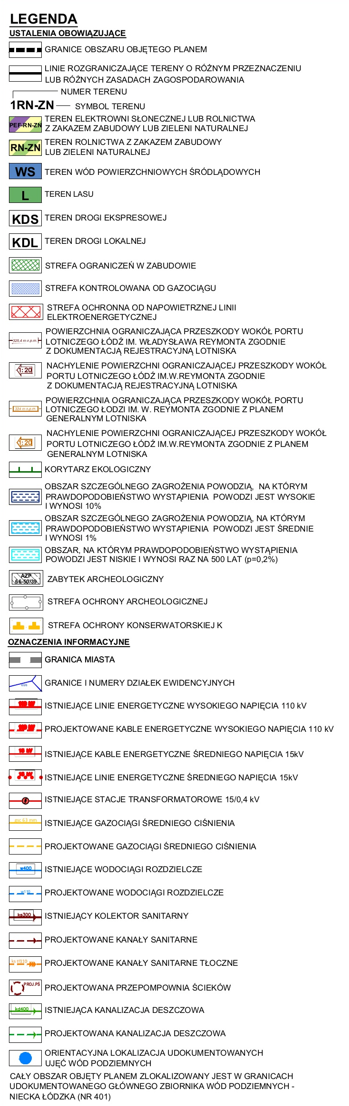 LEGENDA
USTALENIA OBOWIĄZUJĄCE
GRANICE OBSZARU OBJĘTEGO PLANEM
LINIE ROZGRANICZAJĄCE TERENY O RÓŻNYM PRZEZNACZENIU
LUB RÓŻNYCH ZASADACH ZAGOSPODAROWANIA
NUMER TERENU
1RN-ZN SYMBOL TERENU
PEF-RN-ZN TEREN ELEKTROWNI SŁONECZNEJ LUB ROLNICTWA
Z ZAKAZEM ZABUDOWY LUB ZIELENI NATURALNEJ
RN-ZN TEREN ROLNICTWA Z ZAKAZEM ZABUDOWY
LUB ZIELENI NATURALNEJ
WS TEREN WÓD POWIERZCHNIOWYCH ŚRÓDLĄDOWYCH
L TEREN LASU
KDS TEREN DROGI EKSPRESOWEJ
KDL TEREN DROGI LOKALNEJ
STREFA OGRANICZEŃ W ZABUDOWIE
STREFA KONTROLOWANA OD GAZOCIĄGU
STREFA OCHRONNA OD NAPOWIETRZNEJ LINII
ELEKTROENERGETYCZNEJ
POWIERZCHNIA OGRANICZAJĄCA PRZESZKODY WOKÓŁ PORTU
LOTNICZEGO ŁÓDŹ IM. WŁADYSŁAWA REYMONTA ZGODNIE
Z DOKUMENTACJĄ REJESTRACYJNĄ LOTNISKA
1:20 NACHYLENIE POWIERZCHNI OGRANICZAJĄCEJ PRZESZKODY WOKÓŁ
PORTU LOTNICZEGO ŁÓDŹ IM.W.REYMONTA ZGODNIE
Z DOKUMENTACJĄ REJESTRACYJNĄ LOTNISKA
POWIERZCHNIA OGRANICZAJĄCA PRZESZKODY WOKÓŁ PORTU
LOTNICZEGO ŁODZI IM. W. REYMONTA ZGODNIE Z PLANEM
GENERALNYM LOTNISKA
1:20 NACHYLENIE POWIERZCHNI OGRANICZAJĄCEJ PRZESZKODY WOKÓŁ
PORTU LOTNICZEGO ŁÓDŹ IM.W.REYMONTA ZGODNIE Z PLANEM
GENERALNYM LOTNISKA
KORYTARZ EKOLOGICZNY
OBSZAR SZCZEGÓLNEGO ZAGROŻENIA POWODZIĄ, NA KTÓRYM
PRAWDOPODOBIEŃSTWO WYSTĄPIENIA POWODZI JEST WYSOKIE
I WYNOSI 10%
OBSZAR SZCZEGÓLNEGO ZAGROŻENIA POWODZIĄ, NA KTÓRYM
PRAWDOPODOBIEŃSTWO WYSTĄPIENIA POWODZI JEST ŚREDNIE
I WYNOSI 1%
OBSZAR, NA KTÓRYM PRAWDOPODOBIEŃSTWO WYSTĄPIENIA
POWODZI JEST NISKIE I WYNOSI RAZ NA 500 LAT (p=0,2%)
AZP ZABYTEK ARCHEOLOGICZNY
STREFA OCHRONY ARCHEOLOGICZNEJ
STREFA OCHRONY KONSERWATORSKIEJ K
OZNACZENIA INFORMACYJNE
GRANICA MIASTA
GRANICE I NUMERY DZIAŁEK EWIDENCYJNYCH
ISTNIEJĄCE LINIE ENERGETYCZNE WYSOKIEGO NAPIĘCIA 110 kV
PROJEKTOWANE KABLE ENERGETYCZNE WYSOKIEGO NAPIĘCIA 110 kV
ISTNIEJĄCE KABLE ENERGETYCZNE ŚREDNIEGO NAPIĘCIA 15kV
ISTNIEJĄCE LINIE ENERGETYCZNE ŚREDNIEGO NAPIĘCIA 15kV
ISTNIEJĄCE STACJE TRANSFORMATOROWE 15/0,4 kV
ISTNIEJĄCE GAZOCIĄGI ŚREDNIEGO CIŚNIENIA
PROJEKTOWANE GAZOCIĄGI ŚREDNIEGO CIŚNIENIA
w400 ISTNIEJĄCE WODOCIĄGI ROZDZIELCZE
PROJEKTOWANE WODOCIĄGI ROZDZIELCZE
ks300 ISTNIEJĄCY KOLEKTOR SANITARNY
PROJEKTOWANE KANAŁY SANITARNE
PROJEKTOWANE KANAŁY SANITARNE TŁOCZNE
PROJ.PS PROJEKTOWANA PRZEPOMPOWNIA ŚCIEKÓW
kd400 ISTNIEJĄCA KANALIZACJA DESZCZOWA
PROJEKTOWANA KANALIZACJA DESZCZOWA
ORIENTACYJNA LOKALIZACJA UDOKUMENTOWANYCH
UJĘĆ WÓD PODZIEMNYCH
CAŁY OBSZAR OBJĘTY PLANEM ZLOKALIZOWANY JEST W GRANICACH
UDOKUMENTOWANEGO GŁÓWNEGO ZBIORNIKA WÓD PODZIEMNYCH -
NIECKA ŁÓDZKA (NR 401)